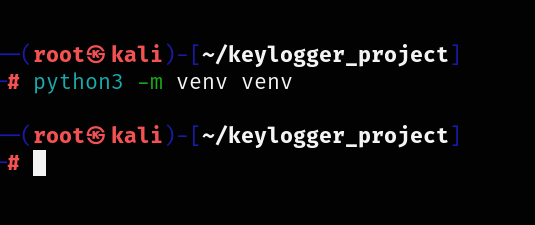 ──(root㉿kali)-[~/keylogger_project]
─# python3 -m venv venv
──(root㉿kali)-[~/keylogger_project]
─#